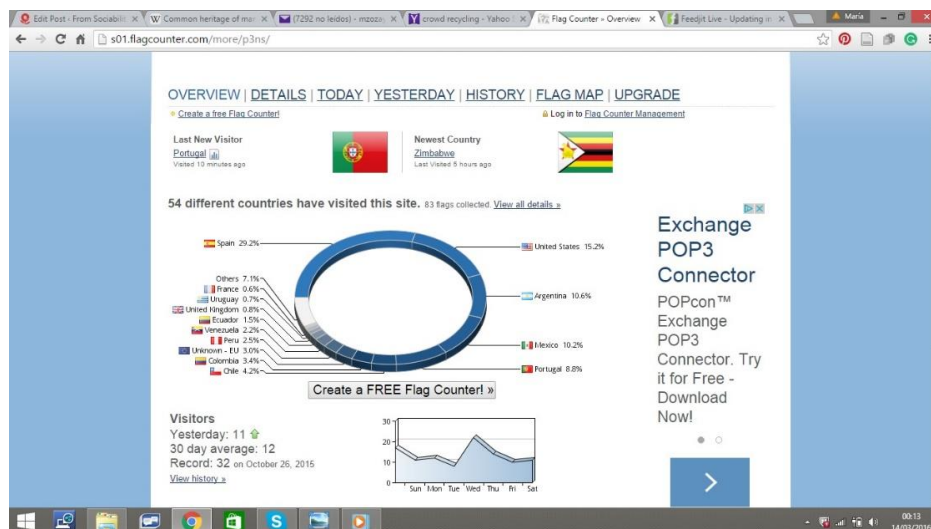 Edit Post - From Sociabili
Common heritage of man
(7292 no leidos) - mzoza
crowd recycling - Yahoo
Flag Counter » Overview
Feedjit Live - Updating in
Maria
s01.flagcounter.com/more/p3ns/
OVERVIEW | DETAILS | TODAY | YESTERDAY | HISTORY | FLAG MAP | UPGRADE
Create a free Flag Counter!
Log in to Flag Counter Management
Last New Visitor
Portugal
Visited 13 minutes ago
Newest Country
Zimbabwe
Last Visited 5 hours ago
54 different countries have visited this site. 83 flags collected. View all details »
Spain 29.2%
United States 15.2%
Others 7.1%
France 0.6%
Uruguay 0.7%
United Kingdom 0.8%
Ecuador 1.5%
Venezuela 2.2%
Peru 2.5%
Unknown - EU 3.0%
Colombia 3.4%
Chile 4.2%
Argentina 10.6%
Mexico 10.2%
Portugal 8.8%
Create a FREE Flag Counter! »
Visitors
Yesterday: 11
30 day average: 12
Record: 32 on October 26, 2015
View history »
30
20
10
0
Sun Mon Tue Wed Thu Fri Sat
Exchange
POP3
Connector
POPcon™
Exchange
POP3
Connector. Try
it for Free -
Download
Now!
00:13
14/03/2016